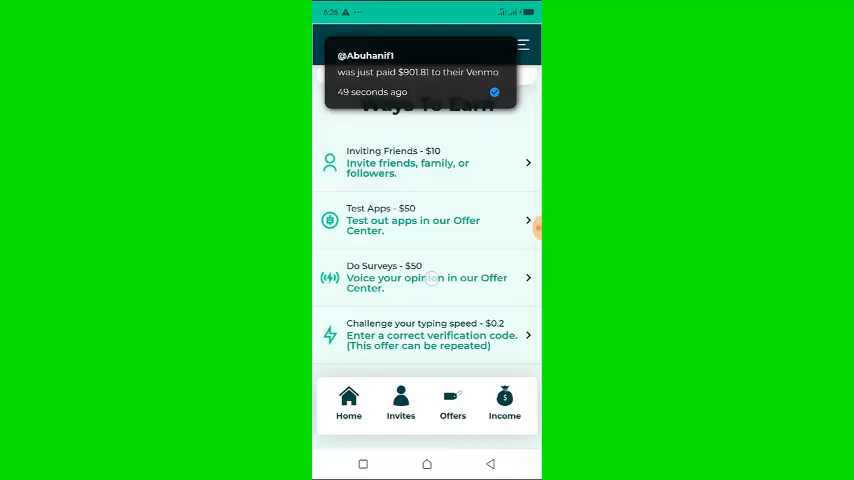 6:26
@Abuhanif1
was just paid $901.81 to their Venmo
49 seconds ago
Ways To Earn
Inviting Friends - $10
Invite friends, family, or
followers.
Test Apps - $50
Test out apps in our Offer
Center.
Do Surveys - $50
Voice your opinion in our Offer
Center.
Challenge your typing speed - $0.2
Enter a correct verification code.
(This offer can be repeated)
Home
Invites
Offers
Income